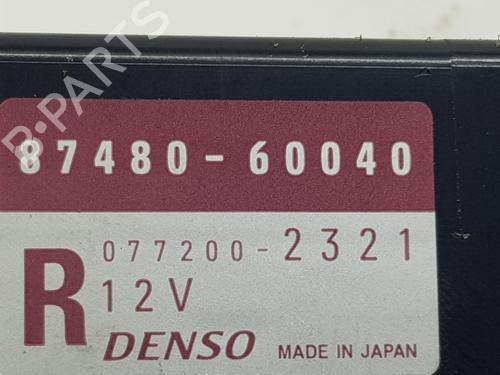 B-PARTS
87480-60040
R
077200-2321
12V
DENSO MADE IN JAPAN